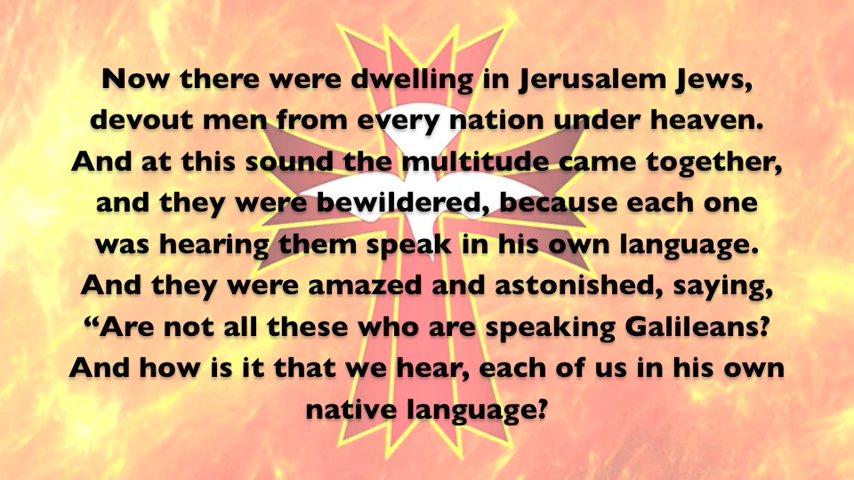 Now there were dwelling in Jerusalem Jews,
devout men from every nation under heaven.
And at this sound the multitude came together,
and they were bewildered, because each one
was hearing them speak in his own language.
And they were amazed and astonished, saying,
“Are not all these who are speaking Galileans?
And how is it that we hear, each of us in his own
native language?